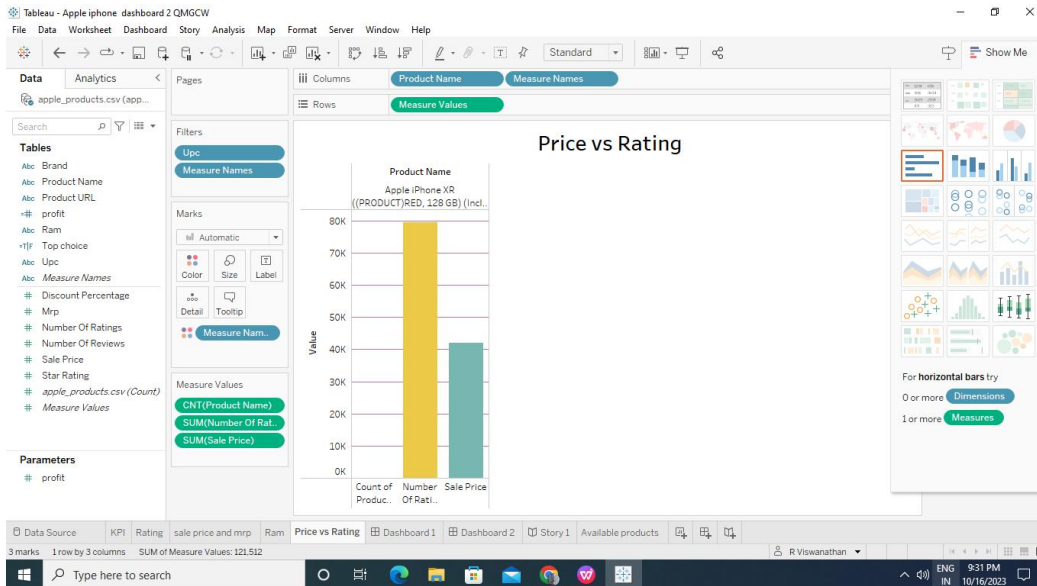 Tableau - Apple iphone dashboard 2 QMGCW
File Data Worksheet Dashboard Story Analysis Map Format Server Window Help
Standard
Show Me
Data Analytics
apple_products.csv (app...
Search
Tables
Abc Brand
Abc Product Name
Abc Product URL
=# profit
Abc Ram
=T|F Top choice
Abc Upc
Abc Measure Names
# Discount Percentage
# Mrp
# Number Of Ratings
# Number Of Reviews
# Sale Price
# Star Rating
# apple_products.csv (Count)
# Measure Values
Parameters
# profit
Pages
Filters
Upc
Measure Names
Marks
Automatic
Color Size Label
Detail Tooltip
Measure Nam..
Measure Values
CNT(Product Name)
SUM(Number Of Rat..
SUM(Sale Price)
Columns Product Name Measure Names
Rows Measure Values
Price vs Rating
Product Name
Apple iPhone XR
((PRODUCT)RED, 128 GB) (Incl..
80K
70K
60K
50K
40K
30K
20K
10K
0K
Value
Count of Produc..
Number Of Rati..
Sale Price
For horizontal bars try
0 or more Dimensions
1 or more Measures
Data Source KPI Rating sale price and mrp Ram Price vs Rating Dashboard 1 Dashboard 2 Story 1 Available products
3 marks 1 row by 3 columns SUM of Measure Values: 121,512
R Viswanathan
Type here to search
ENG
IN
9:31 PM
10/16/2023